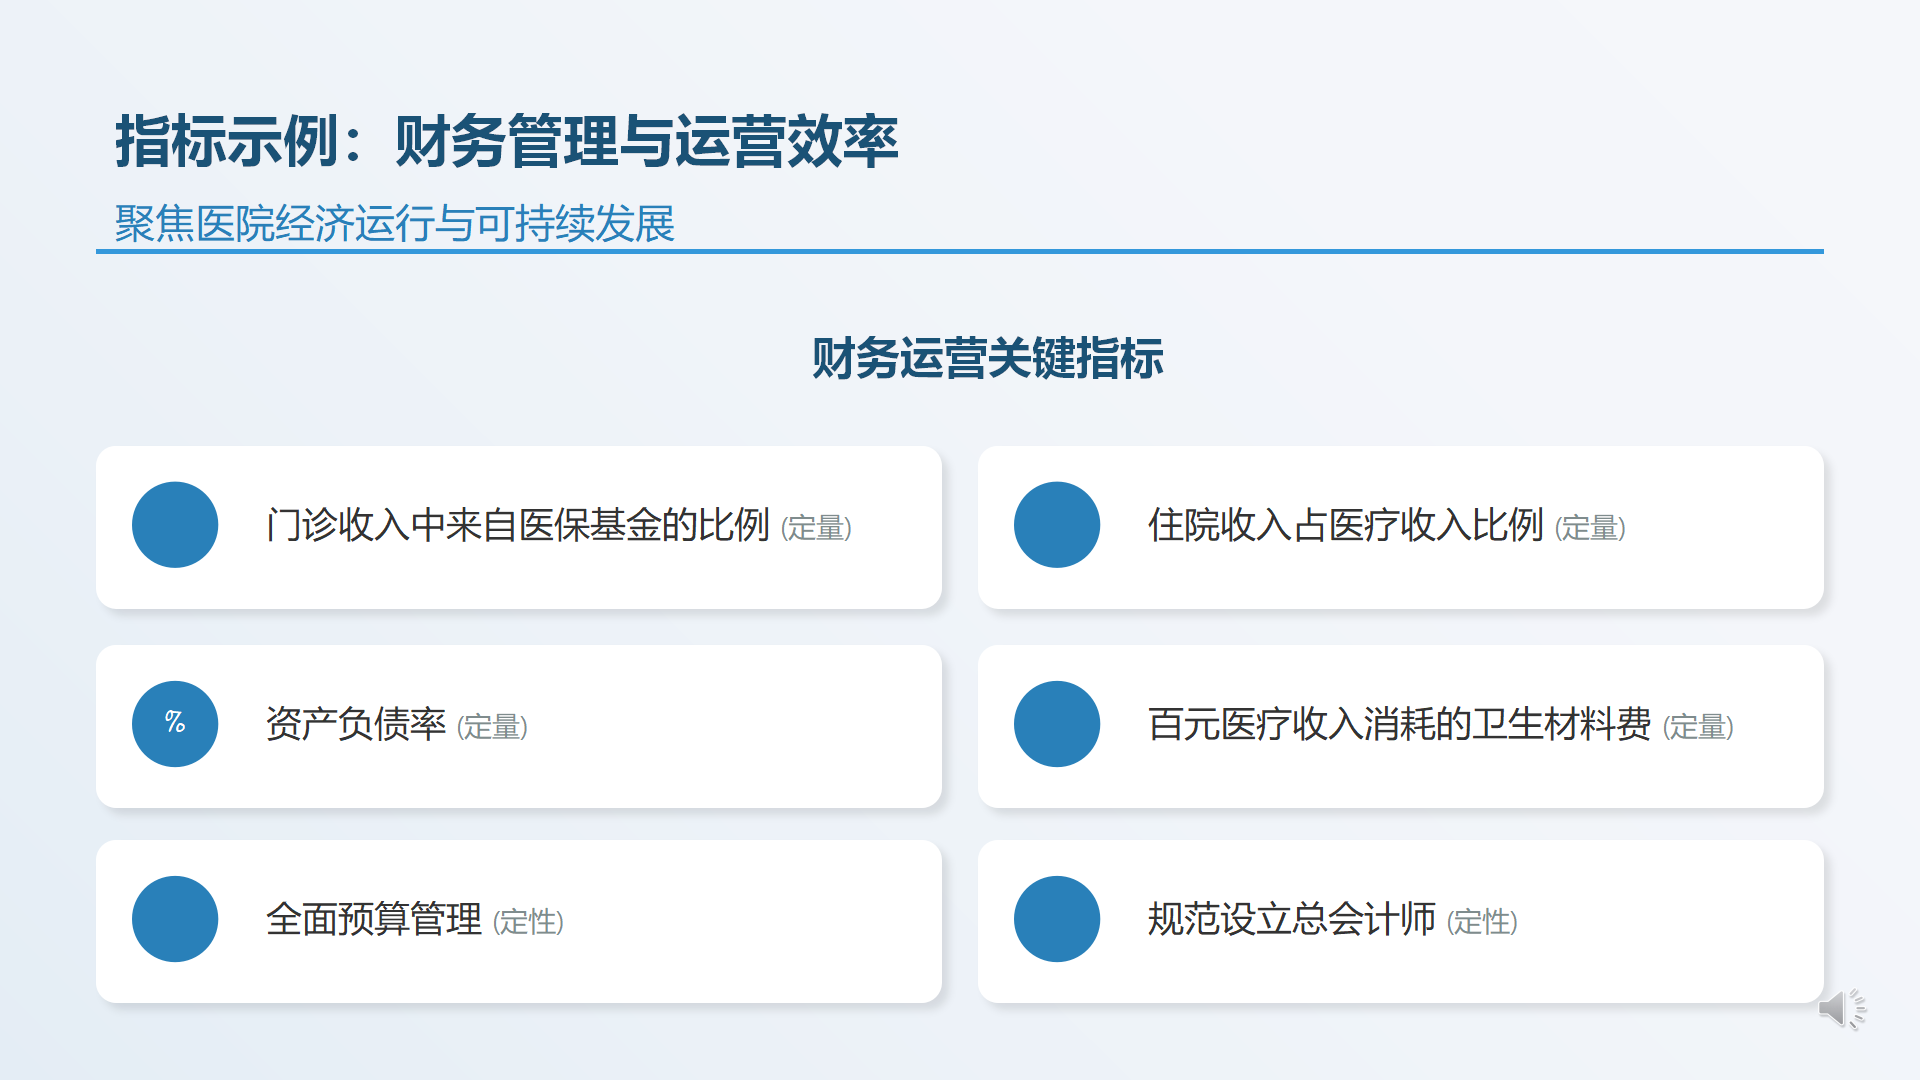 指标示例：财务管理与运营效率
聚焦医院经济运行与可持续发展
财务运营关键指标
门诊收入中来自医保基金的比例 (定量)
住院收入占医疗收入比例 (定量)
%
资产负债率 (定量)
百元医疗收入消耗的卫生材料费 (定量)
全面预算管理 (定性)
规范设立总会计师 (定性)